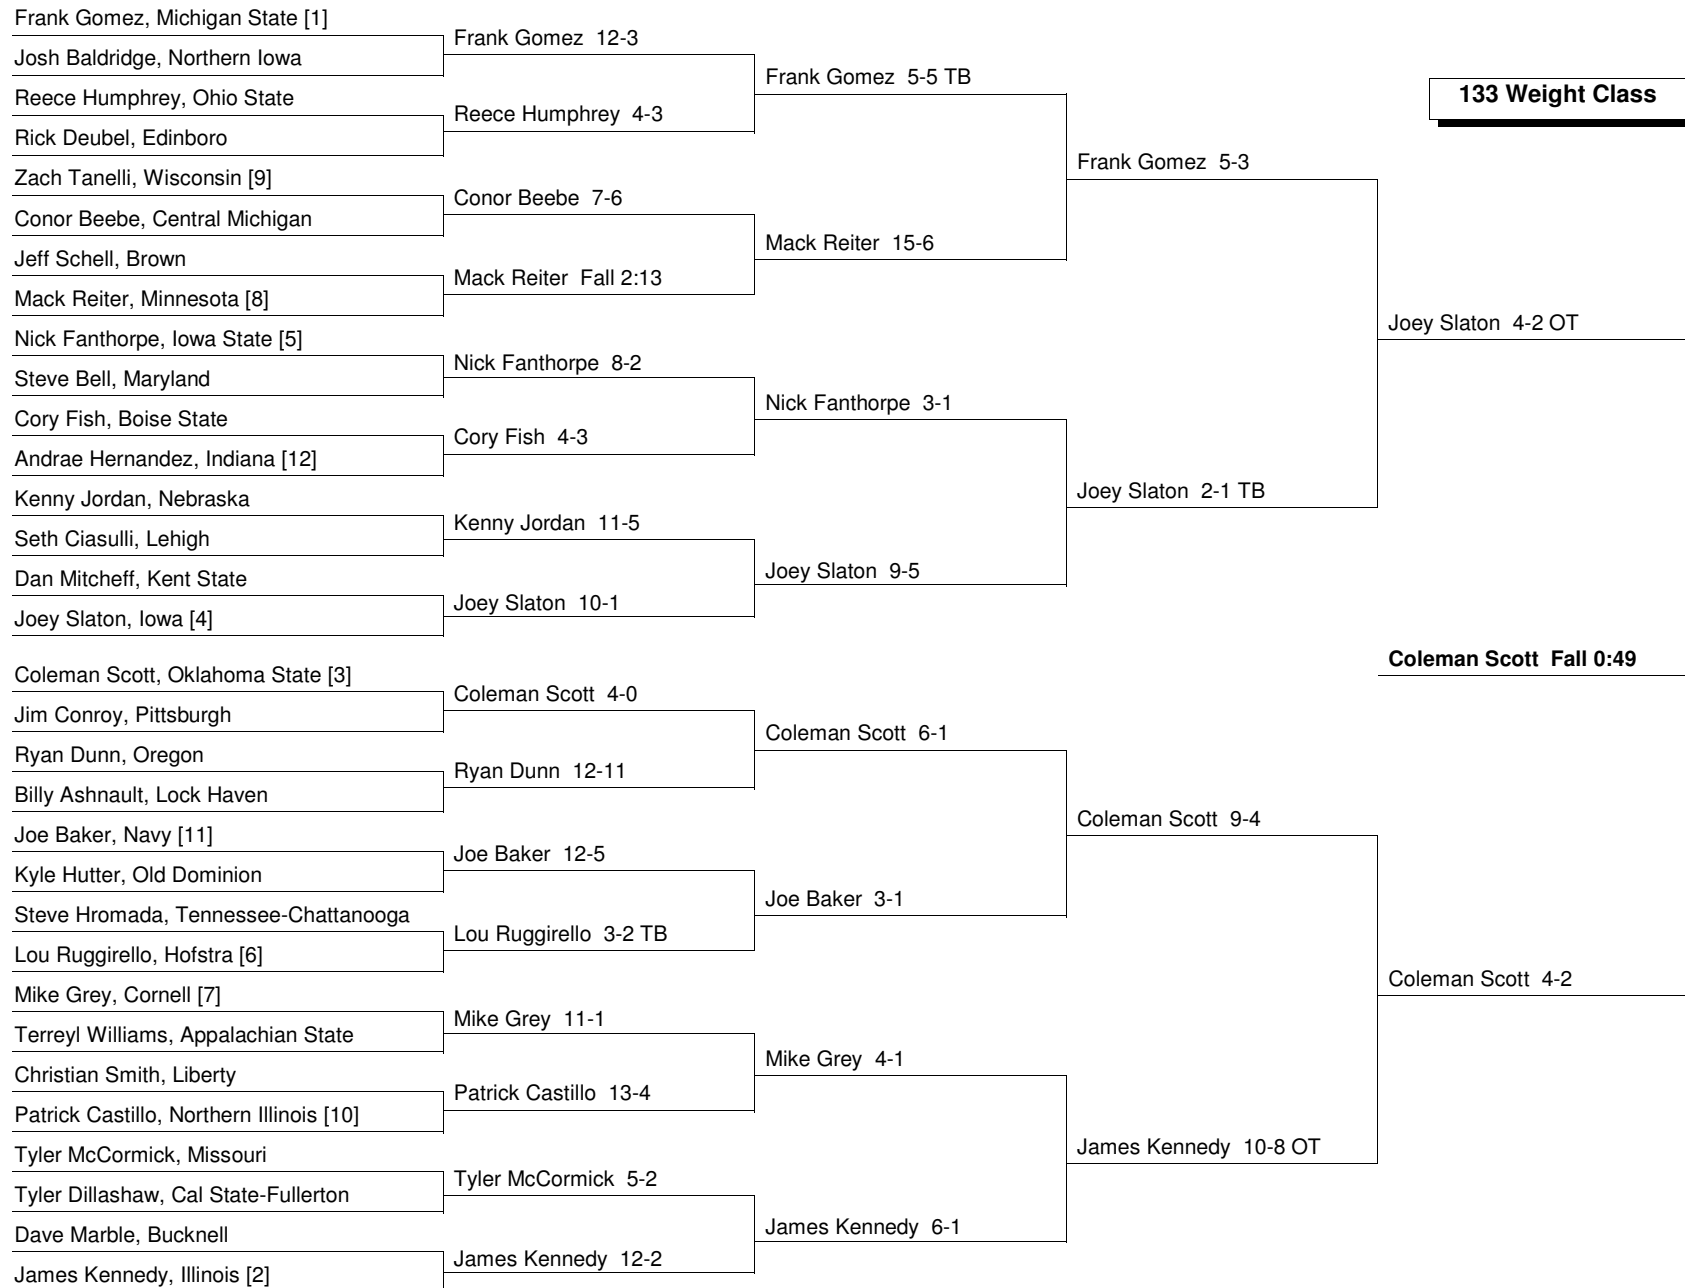 Frank Gomez, Michigan State [1]
Josh Baldridge, Northern Iowa
Reece Humphrey, Ohio State
Rick Deubel, Edinboro
Zach Tanelli, Wisconsin [9]
Conor Beebe, Central Michigan
Jeff Schell, Brown
Mack Reiter, Minnesota [8]
Nick Fanthorpe, Iowa State [5]
Steve Bell, Maryland
Cory Fish, Boise State
Andrae Hernandez, Indiana [12]
Kenny Jordan, Nebraska
Seth Ciasulli, Lehigh
Dan Mitcheff, Kent State
Joey Slaton, Iowa [4]
Coleman Scott, Oklahoma State [3]
Jim Conroy, Pittsburgh
Ryan Dunn, Oregon
Billy Ashnault, Lock Haven
Joe Baker, Navy [11]
Kyle Hutter, Old Dominion
Steve Hromada, Tennessee-Chattanooga
Lou Ruggirello, Hofstra [6]
Mike Grey, Cornell [7]
Terreyl Williams, Appalachian State
Christian Smith, Liberty
Patrick Castillo, Northern Illinois [10]
Tyler McCormick, Missouri
Tyler Dillashaw, Cal State-Fullerton
Dave Marble, Bucknell
James Kennedy, Illinois [2]
Frank Gomez 12-3
Reece Humphrey 4-3
Conor Beebe 7-6
Mack Reiter Fall 2:13
Nick Fanthorpe 8-2
Cory Fish 4-3
Kenny Jordan 11-5
Joey Slaton 10-1
Coleman Scott 4-0
Ryan Dunn 12-11
Joe Baker 12-5
Lou Ruggirello 3-2 TB
Mike Grey 11-1
Patrick Castillo 13-4
Tyler McCormick 5-2
James Kennedy 12-2
Frank Gomez 5-5 TB
Mack Reiter 15-6
Nick Fanthorpe 3-1
Joey Slaton 9-5
Coleman Scott 6-1
Joe Baker 3-1
Mike Grey 4-1
James Kennedy 6-1
Frank Gomez 5-3
Joey Slaton 2-1 TB
Coleman Scott 9-4
James Kennedy 10-8 OT
133 Weight Class
Joey Slaton 4-2 OT
Coleman Scott Fall 0:49
Coleman Scott 4-2